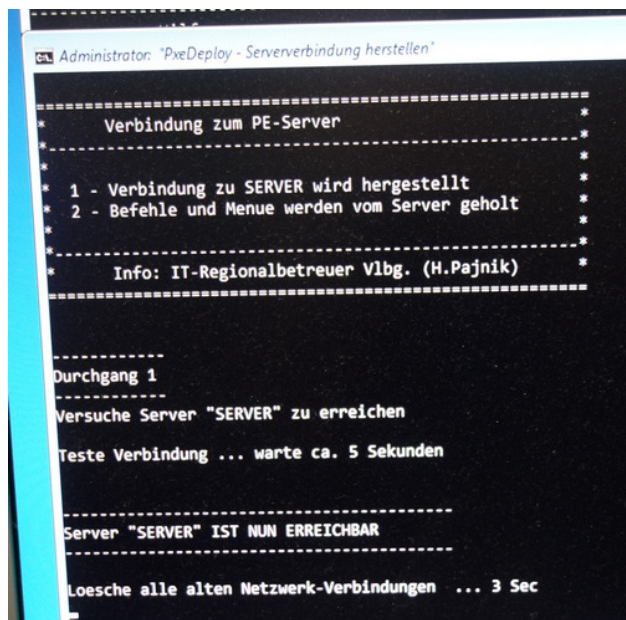 Administrator: "PxeDeploy - Serververbindung herstellen"
==============================================================
* Verbindung zum PE-Server *
*--------------------------------------------------------------*
* *
* 1 - Verbindung zu SERVER wird hergestellt *
* 2 - Befehle und Menue werden vom Server geholt *
* *
*--------------------------------------------------------------*
* Info: IT-Regionalbetreuer Vlbg. (H.Pajnik) *
==============================================================
------------
Durchgang 1
------------
Versuche Server "SERVER" zu erreichen
Teste Verbindung ... warte ca. 5 Sekunden
-------------------------------------------
Server "SERVER" IST NUN ERREICHBAR
-------------------------------------------
Loesche alle alten Netzwerk-Verbindungen ... 3 Sec